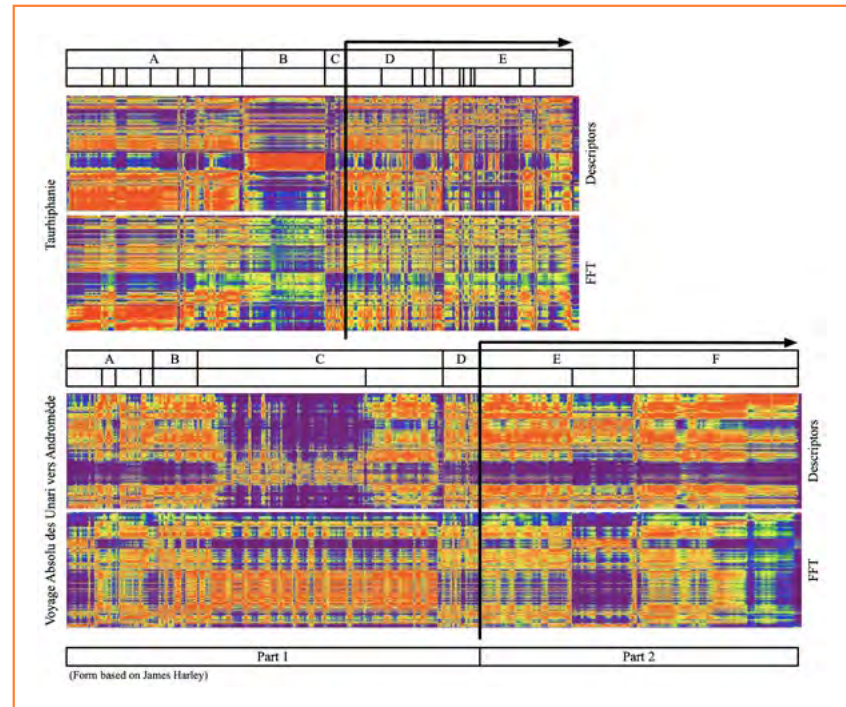 A B C D E
Descriptors
Taurhiphanie
FFT
A B C D E F
Descriptors
Voyage Absolu des Unari vers Andromède
FFT
Part 1 Part 2
(Form based on James Harley)